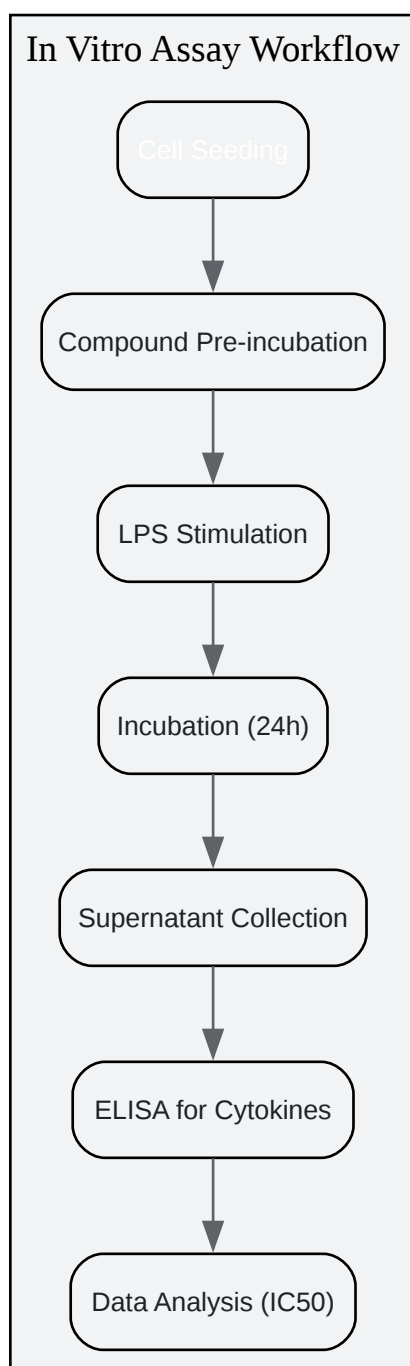 In Vitro Assay Workflow
Cell Seeding
Compound Pre-incubation
LPS Stimulation
Incubation (24h)
Supernatant Collection
ELISA for Cytokines
Data Analysis (IC50)